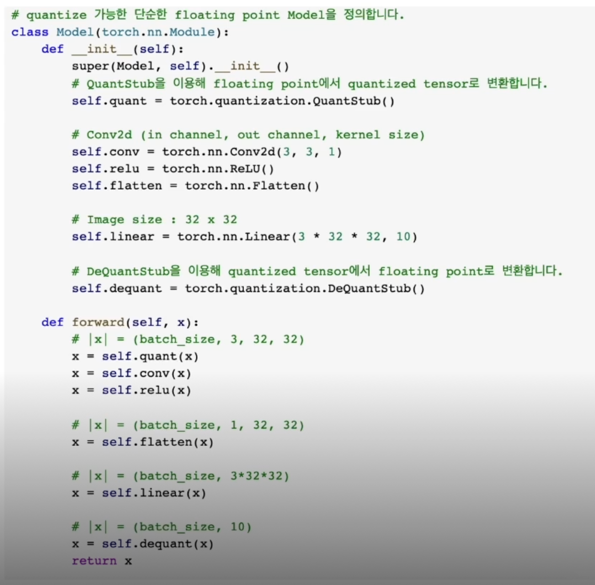 # quantize 가능한 단순한 floating point Model을 정의합니다.
class Model(torch.nn.Module):
    def __init__(self):
        super(Model, self).__init__()
        # QuantStub을 이용해 floating point에서 quantized tensor로 변환합니다.
        self.quant = torch.quantization.QuantStub()
        # Conv2d (in channel, out channel, kernel size)
        self.conv = torch.nn.Conv2d(3, 3, 1)
        self.relu = torch.nn.ReLU()
        self.flatten = torch.nn.Flatten()
        # Image size : 32 x 32
        self.linear = torch.nn.Linear(3 * 32 * 32, 10)
        # DeQuantStub을 이용해 quantized tensor에서 floating point로 변환합니다.
        self.dequant = torch.quantization.DeQuantStub()
    def forward(self, x):
        # |x| = (batch_size, 3, 32, 32)
        x = self.quant(x)
        x = self.conv(x)
        x = self.relu(x)
        # |x| = (batch_size, 1, 32, 32)
        x = self.flatten(x)
        # |x| = (batch_size, 3*32*32)
        x = self.linear(x)
        # |x| = (batch_size, 10)
        x = self.dequant(x)
        return x